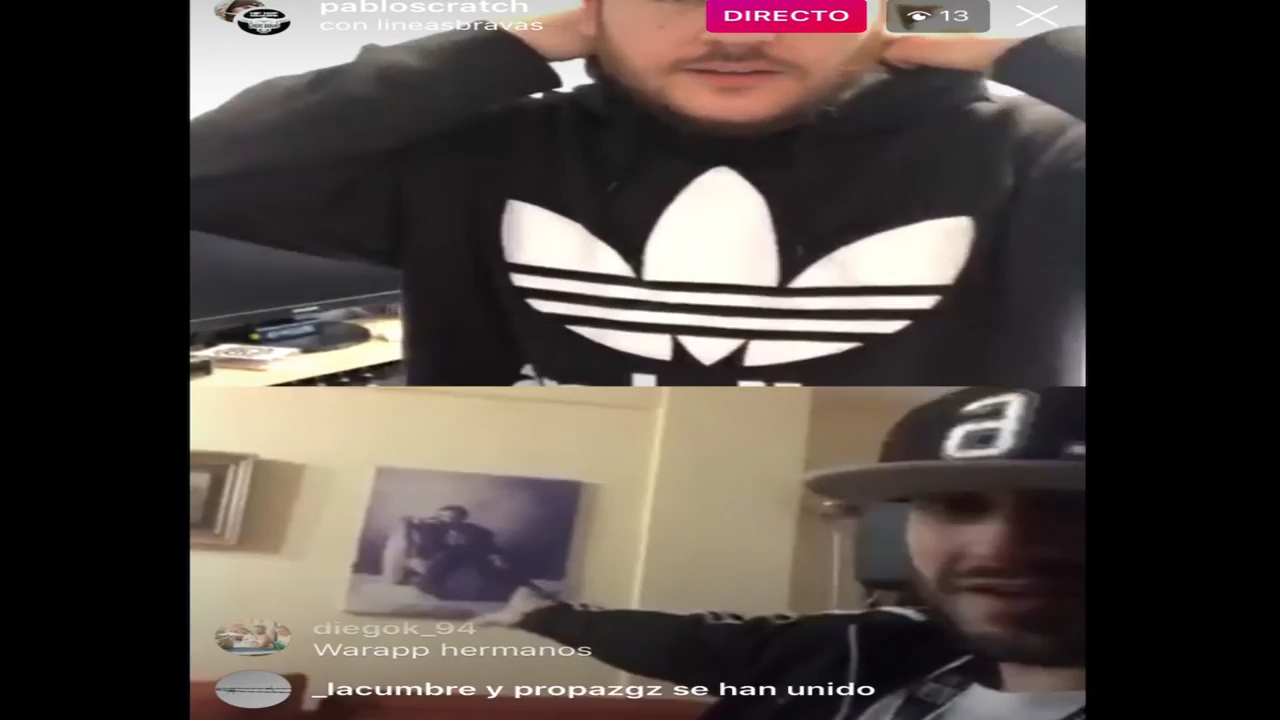 pabloscratch
con lineasbravas
DIRECTO
13
a
diegok_94
Warapp hermanos
_lacumbre y propazgz se han unido